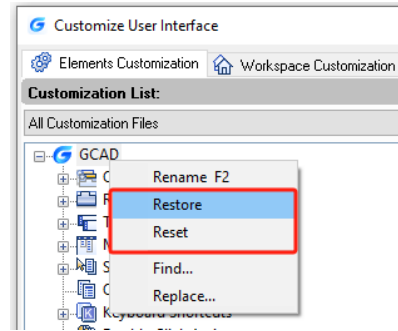 Customize User Interface
Elements Customization
Workspace Customization
Customization List:
All Customization Files
GCAD
Rename F2
Restore
Reset
Find...
Replace...
Keyboard Shortcuts